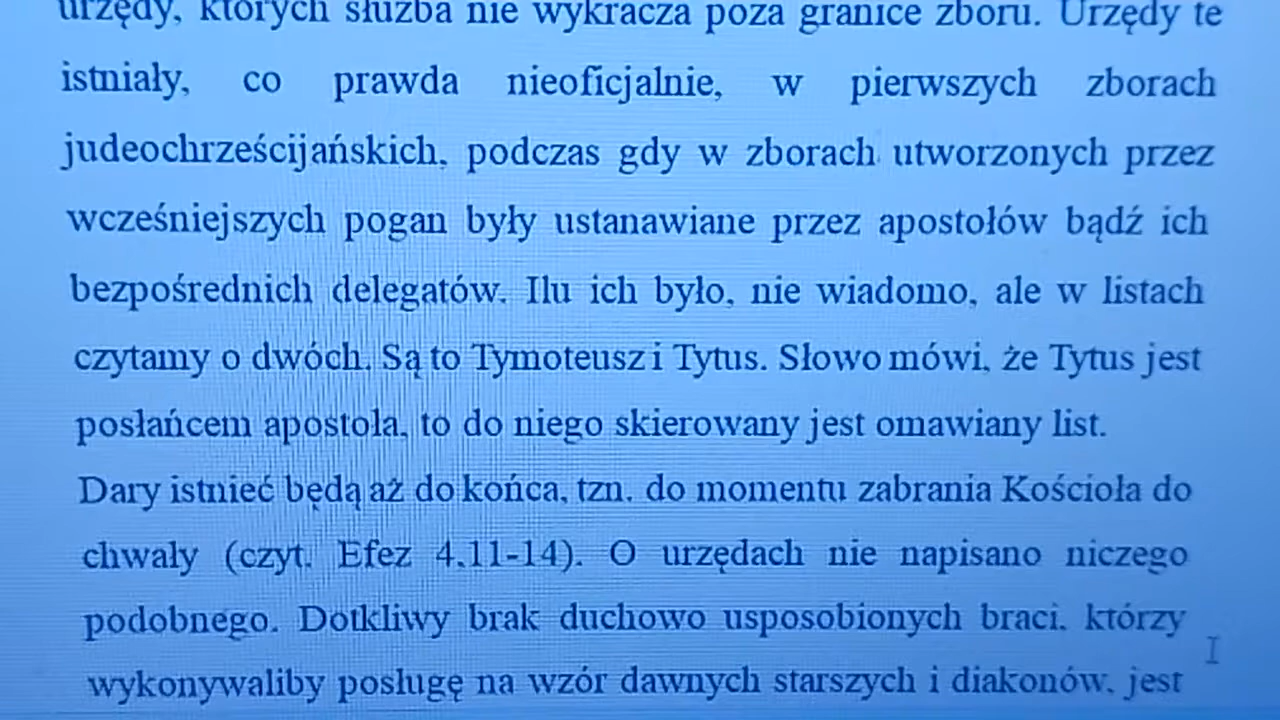 urzędy, których służba nie wykracza poza granice zboru. Urzędy te
istniały, co prawda nieoficjalnie, w pierwszych zborach
judeochrześcijańskich, podczas gdy w zborach utworzonych przez
wcześniejszych pogan były ustanawiane przez apostołów bądź ich
bezpośrednich delegatów. Ilu ich było, nie wiadomo, ale w listach
czytamy o dwóch. Są to Tymoteusz i Tytus. Słowo mówi, że Tytus jest
posłańcem apostoła, to do niego skierowany jest omawiany list.
Dary istnieć będą aż do końca, tzn. do momentu zabrania Kościoła do
chwały (czyt. Efez 4,11-14). O urzędach nie napisano niczego
podobnego. Dotkliwy brak duchowo usposobionych braci, którzy
wykonywaliby posługę na wzór dawnych starszych i diakonów, jest